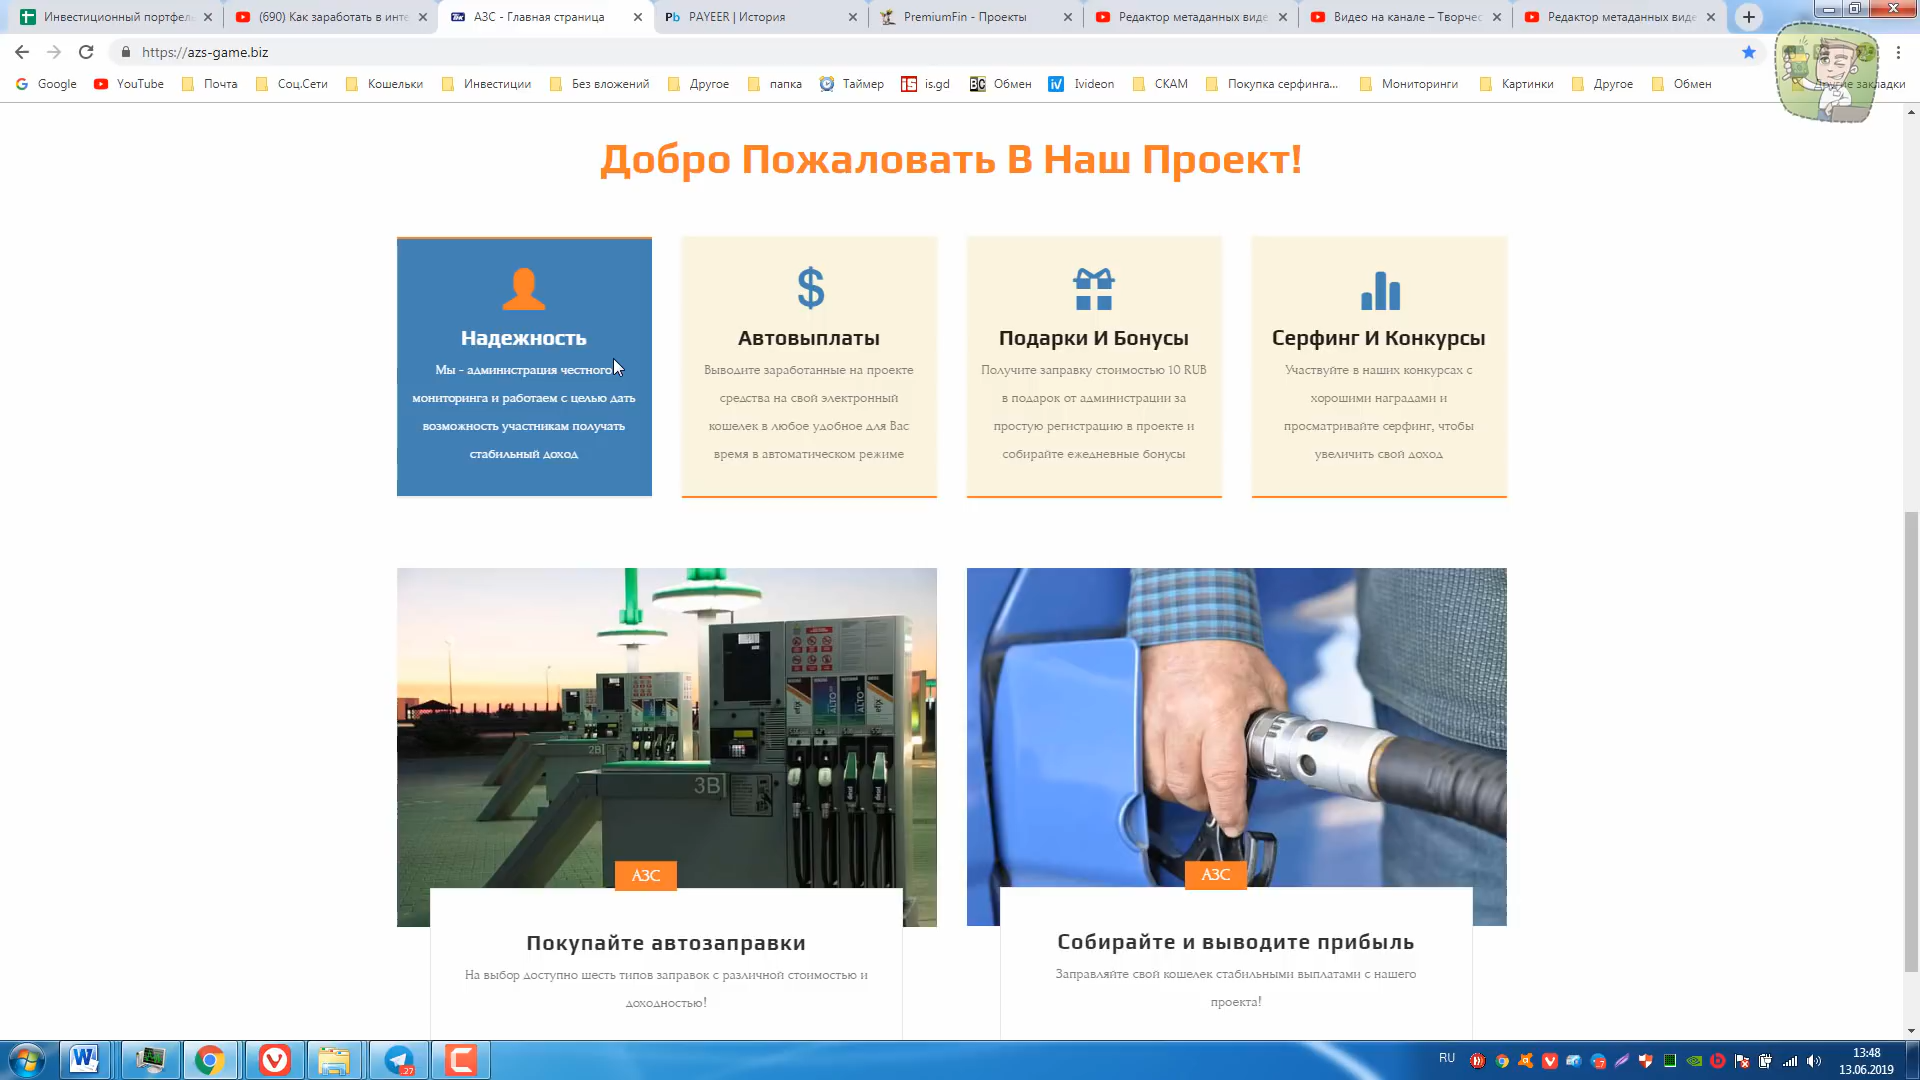 Инвестиционный портфел
(690) Как заработать в инте
АЗС - Главная страница
PAYEER | История
PremiumFin - Проекты
Редактор метаданных виде
Видео на канале – Творчес
Редактор метаданных виде
https://azs-game.biz
Google
YouTube
Почта
Соц.Сети
Кошельки
Инвестиции
Без вложений
Другое
папка
Таймер
is.gd
Обмен
Ivideon
СКАМ
Покупка серфинга...
Мониторинги
Картинки
Другое
Обмен
Другие закладки
Добро Пожаловать В Наш Проект!
Надежность
Мы - администрация честного
мониторинга и работаем с целью дать
возможность участникам получать
стабильный доход
Автовыплаты
Выводите заработанные на проекте
средства на свой электронный
кошелек в любое удобное для Вас
время в автоматическом режиме
Подарки И Бонусы
Получите заправку стоимостью 10 RUB
в подарок от администрации за
простую регистрацию в проекте и
собирайте ежедневные бонусы
Серфинг И Конкурсы
Участвуйте в наших конкурсах с
хорошими наградами и
просматривайте серфинг, чтобы
увеличить свой доход
2В
3В
АЗС
Покупайте автозаправки
На выбор доступно шесть типов заправок с различной стоимостью и
доходностью!
АЗС
Собирайте и выводите прибыль
Заправляйте свой кошелек стабильными выплатами с нашего
проекта!
27
RU
13:48
13.06.2019